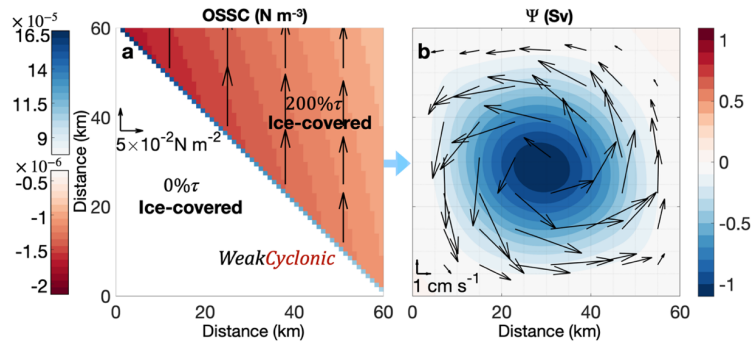 OSSC (N m⁻³)
Ψ (Sv)
× 10⁻⁵
16.5
14
11.5
9
× 10⁻⁶
-0.5
-1
-1.5
-2
Distance (km)
60
40
20
0
a
200%τ
Ice-covered
5×10⁻²N m⁻²
0%τ
Ice-covered
WeakCyclonic
0 20 40 60
Distance (km)
b
1 cm s⁻¹
0 20 40 60
Distance (km)
1
0.5
0
-0.5
-1